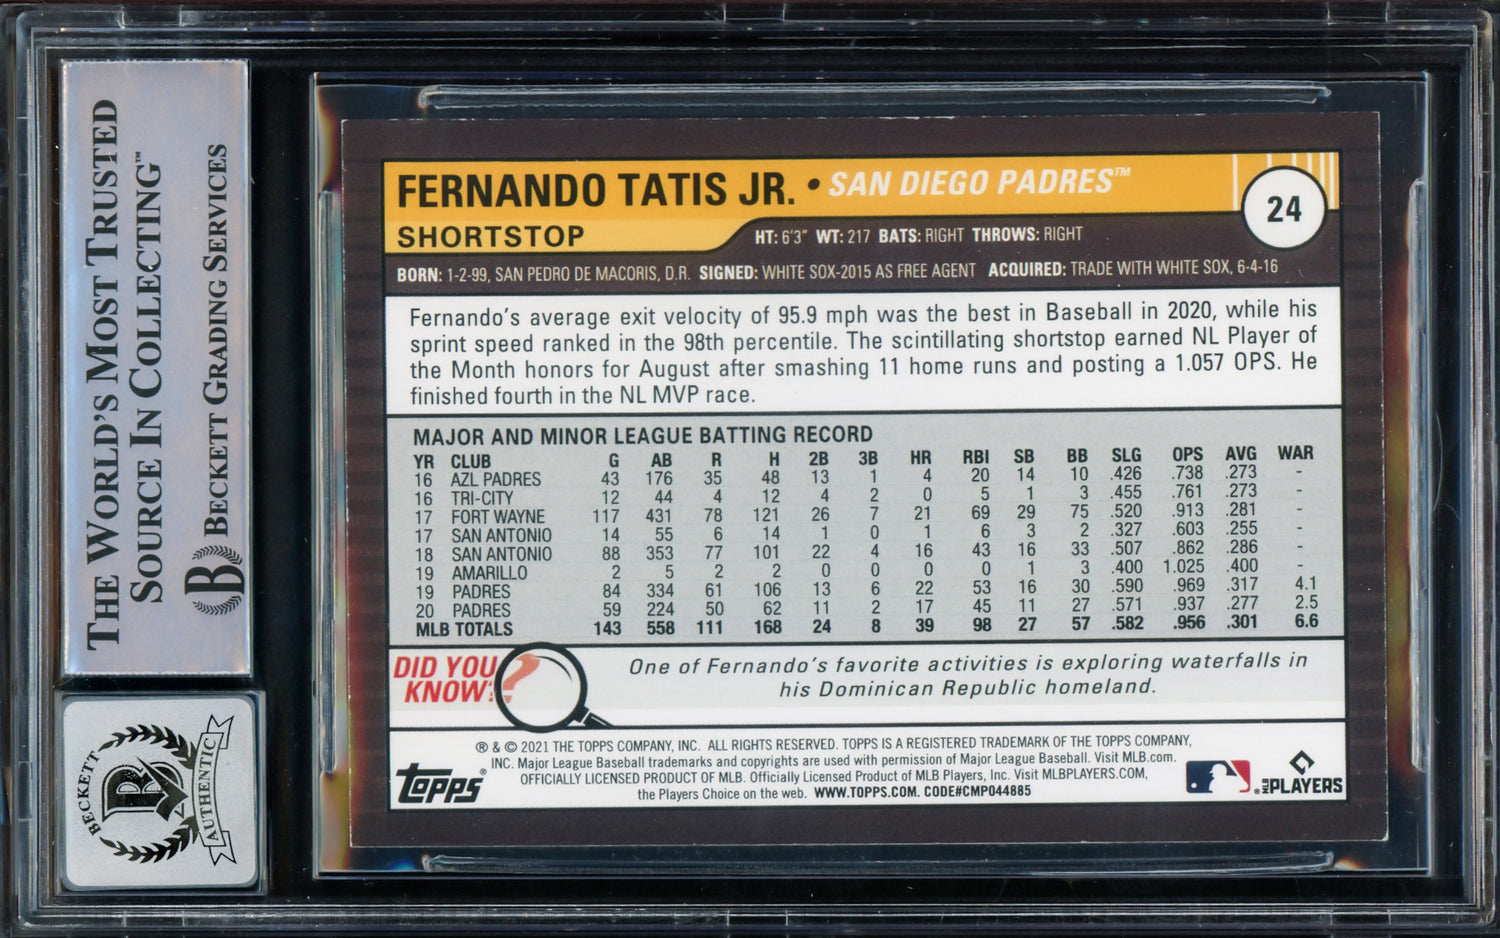 THE WORLD'S MOST TRUSTED
SOURCE IN COLLECTING™
BECKETT GRADING SERVICES
B
BECKETT
AUTHENTIC
FERNANDO TATIS JR. • SAN DIEGO PADRES™
24
SHORTSTOP
HT: 6'3" WT: 217 BATS: RIGHT THROWS: RIGHT
BORN: 1-2-99, SAN PEDRO DE MACORIS, D.R. SIGNED: WHITE SOX-2015 AS FREE AGENT ACQUIRED: TRADE WITH WHITE SOX, 6-4-16
Fernando's average exit velocity of 95.9 mph was the best in Baseball in 2020, while his
sprint speed ranked in the 98th percentile. The scintillating shortstop earned NL Player of
the Month honors for August after smashing 11 home runs and posting a 1.057 OPS. He
finished fourth in the NL MVP race.
MAJOR AND MINOR LEAGUE BATTING RECORD
YR CLUB G AB R H 2B 3B HR RBI SB BB SLG OPS AVG WAR
16 AZL PADRES 43 176 35 48 13 1 4 20 14 10 .426 .738 .273 -
16 TRI-CITY 12 44 4 12 4 2 0 5 1 3 .455 .761 .273 -
17 FORT WAYNE 117 431 78 121 26 7 21 69 29 75 .520 .913 .281 -
17 SAN ANTONIO 14 55 6 14 1 0 1 6 3 2 .327 .603 .255 -
18 SAN ANTONIO 88 353 77 101 22 4 16 43 16 33 .507 .862 .286 -
19 AMARILLO 2 5 2 2 0 0 0 0 1 3 .400 1.025 .400 -
19 PADRES 84 334 61 106 13 6 22 53 16 30 .590 .969 .317 4.1
20 PADRES 59 224 50 62 11 2 17 45 11 27 .571 .937 .277 2.5
MLB TOTALS 143 558 111 168 24 8 39 98 27 57 .582 .956 .301 6.6
DID YOU
KNOW?
One of Fernando's favorite activities is exploring waterfalls in
his Dominican Republic homeland.
® & © 2021 THE TOPPS COMPANY, INC. ALL RIGHTS RESERVED. TOPPS IS A REGISTERED TRADEMARK OF THE TOPPS COMPANY,
INC. Major League Baseball trademarks and copyrights are used with permission of Major League Baseball. Visit MLB.com.
OFFICIALLY LICENSED PRODUCT OF MLB. Officially Licensed Product of MLB Players, Inc. Visit MLBPLAYERS.COM,
the Players Choice on the web. WWW.TOPPS.COM. CODE#CMP044885
TOPPS®
MLB PLAYERS